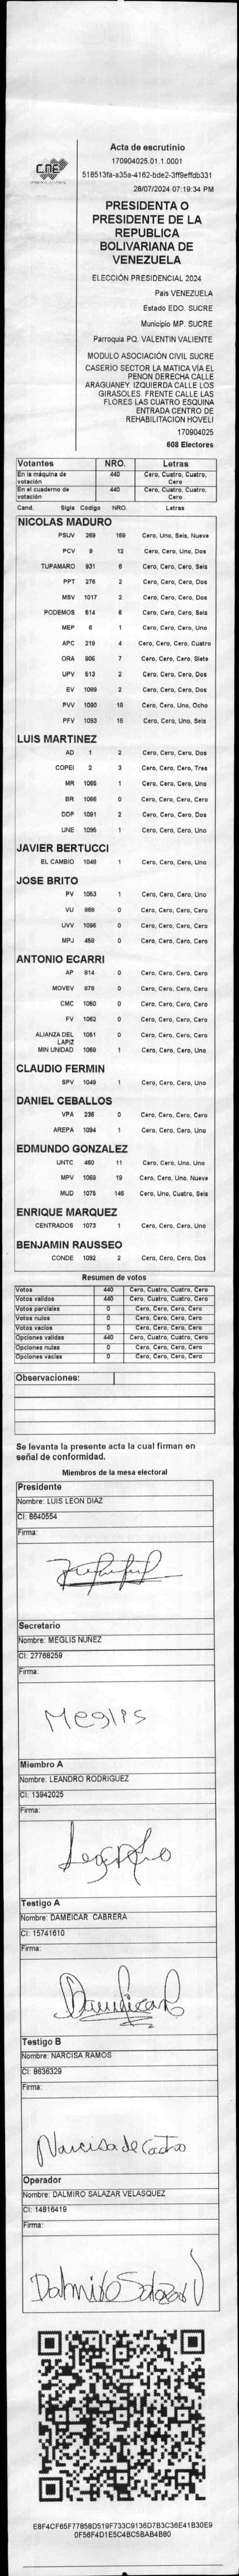 CNE
Acta de escrutinio
170904025.01.1.0001
518513fa-a35a-4162-bde2-3ff9effdb331
28/07/2024 07:19:34 PM
PRESIDENTA O
PRESIDENTE DE LA
REPUBLICA
BOLIVARIANA DE
VENEZUELA
ELECCIÓN PRESIDENCIAL 2024
País VENEZUELA
Estado EDO. SUCRE
Municipio MP. SUCRE
Parroquia PQ. VALENTIN VALIENTE
MODULO ASOCIACIÓN CIVIL SUCRE
CASERÍO SECTOR LA MATICA VÍA EL
PENON DERECHA CALLE
ARAGUANEY. IZQUIERDA CALLE LOS
GIRASOLES. FRENTE CALLE LAS
FLORES LAS CUATRO ESQUINA
ENTRADA CENTRO DE
REHABILITACION HOVELI
170904025
608 Electores
Votantes NRO. Letras
En la máquina de votación 440 Cero, Cuatro, Cuatro, Cero
En el cuaderno de votación 440 Cero, Cuatro, Cuatro, Cero
Cand. Sigla Código NRO. Letras
NICOLAS MADURO
PSUV 269 169 Cero, Uno, Seis, Nueve
PCV 9 12 Cero, Cero, Uno, Dos
TUPAMARO 931 6 Cero, Cero, Cero, Seis
PPT 276 2 Cero, Cero, Cero, Dos
MSV 1017 2 Cero, Cero, Cero, Dos
PODEMOS 514 6 Cero, Cero, Cero, Seis
MEP 6 1 Cero, Cero, Cero, Uno
APC 219 4 Cero, Cero, Cero, Cuatro
ORA 906 7 Cero, Cero, Cero, Siete
UPV 513 2 Cero, Cero, Cero, Dos
EV 1089 2 Cero, Cero, Cero, Dos
PVV 1090 18 Cero, Cero, Uno, Ocho
PFV 1093 16 Cero, Cero, Uno, Seis
LUIS MARTINEZ
AD 1 2 Cero, Cero, Cero, Dos
COPEI 2 3 Cero, Cero, Cero, Tres
MR 1065 1 Cero, Cero, Cero, Uno
BR 1066 0 Cero, Cero, Cero, Cero
DDP 1091 2 Cero, Cero, Cero, Dos
UNE 1095 1 Cero, Cero, Cero, Uno
JAVIER BERTUCCI
EL CAMBIO 1048 1 Cero, Cero, Cero, Uno
JOSE BRITO
PV 1053 1 Cero, Cero, Cero, Uno
VU 868 0 Cero, Cero, Cero, Cero
UVV 1096 0 Cero, Cero, Cero, Cero
MPJ 458 0 Cero, Cero, Cero, Cero
ANTONIO ECARRI
AP 814 0 Cero, Cero, Cero, Cero
MOVEV 878 0 Cero, Cero, Cero, Cero
CMC 1050 0 Cero, Cero, Cero, Cero
FV 1062 0 Cero, Cero, Cero, Cero
ALIANZA DEL LAPIZ 1051 0 Cero, Cero, Cero, Cero
MIN UNIDAD 1068 1 Cero, Cero, Cero, Uno
CLAUDIO FERMIN
SPV 1049 1 Cero, Cero, Cero, Uno
DANIEL CEBALLOS
VPA 236 0 Cero, Cero, Cero, Cero
AREPA 1094 1 Cero, Cero, Cero, Uno
EDMUNDO GONZALEZ
UNTC 460 11 Cero, Cero, Uno, Uno
MPV 1069 19 Cero, Cero, Uno, Nueve
MUD 1075 146 Cero, Uno, Cuatro, Seis
ENRIQUE MARQUEZ
CENTRADOS 1073 1 Cero, Cero, Cero, Uno
BENJAMIN RAUSSEO
CONDE 1092 2 Cero, Cero, Cero, Dos
Resumen de votos
Votos 440 Cero, Cuatro, Cuatro, Cero
Votos validos 440 Cero, Cuatro, Cuatro, Cero
Votos parciales 0 Cero, Cero, Cero, Cero
Votos nulos 0 Cero, Cero, Cero, Cero
Votos vacios 0 Cero, Cero, Cero, Cero
Opciones validas 440 Cero, Cuatro, Cuatro, Cero
Opciones nulas 0 Cero, Cero, Cero, Cero
Opciones vacias 0 Cero, Cero, Cero, Cero
Observaciones:
Se levanta la presente acta la cual firman en
señal de conformidad.
Miembros de la mesa electoral
Presidente
Nombre: LUIS LEON DIAZ
CI: 8640554
Firma:
Secretario
Nombre: MEGLIS NUÑEZ
CI: 27768259
Firma:
Meglis
Miembro A
Nombre: LEANDRO RODRIGUEZ
CI: 13942025
Firma:
Testigo A
Nombre: DAMEICAR CABRERA
CI: 15741610
Firma:
Testigo B
Nombre: NARCISA RAMOS
CI: 8636329
Firma:
Narcisa de Castro
Operador
Nombre: DALMIRO SALAZAR VELASQUEZ
CI: 14816419
Firma:
Dalmiro Salazar V
E8F4CF65F77858D519F733C9136D7B3C36E41B30E9
0F56F4D1E5C4BC5BAB4B80